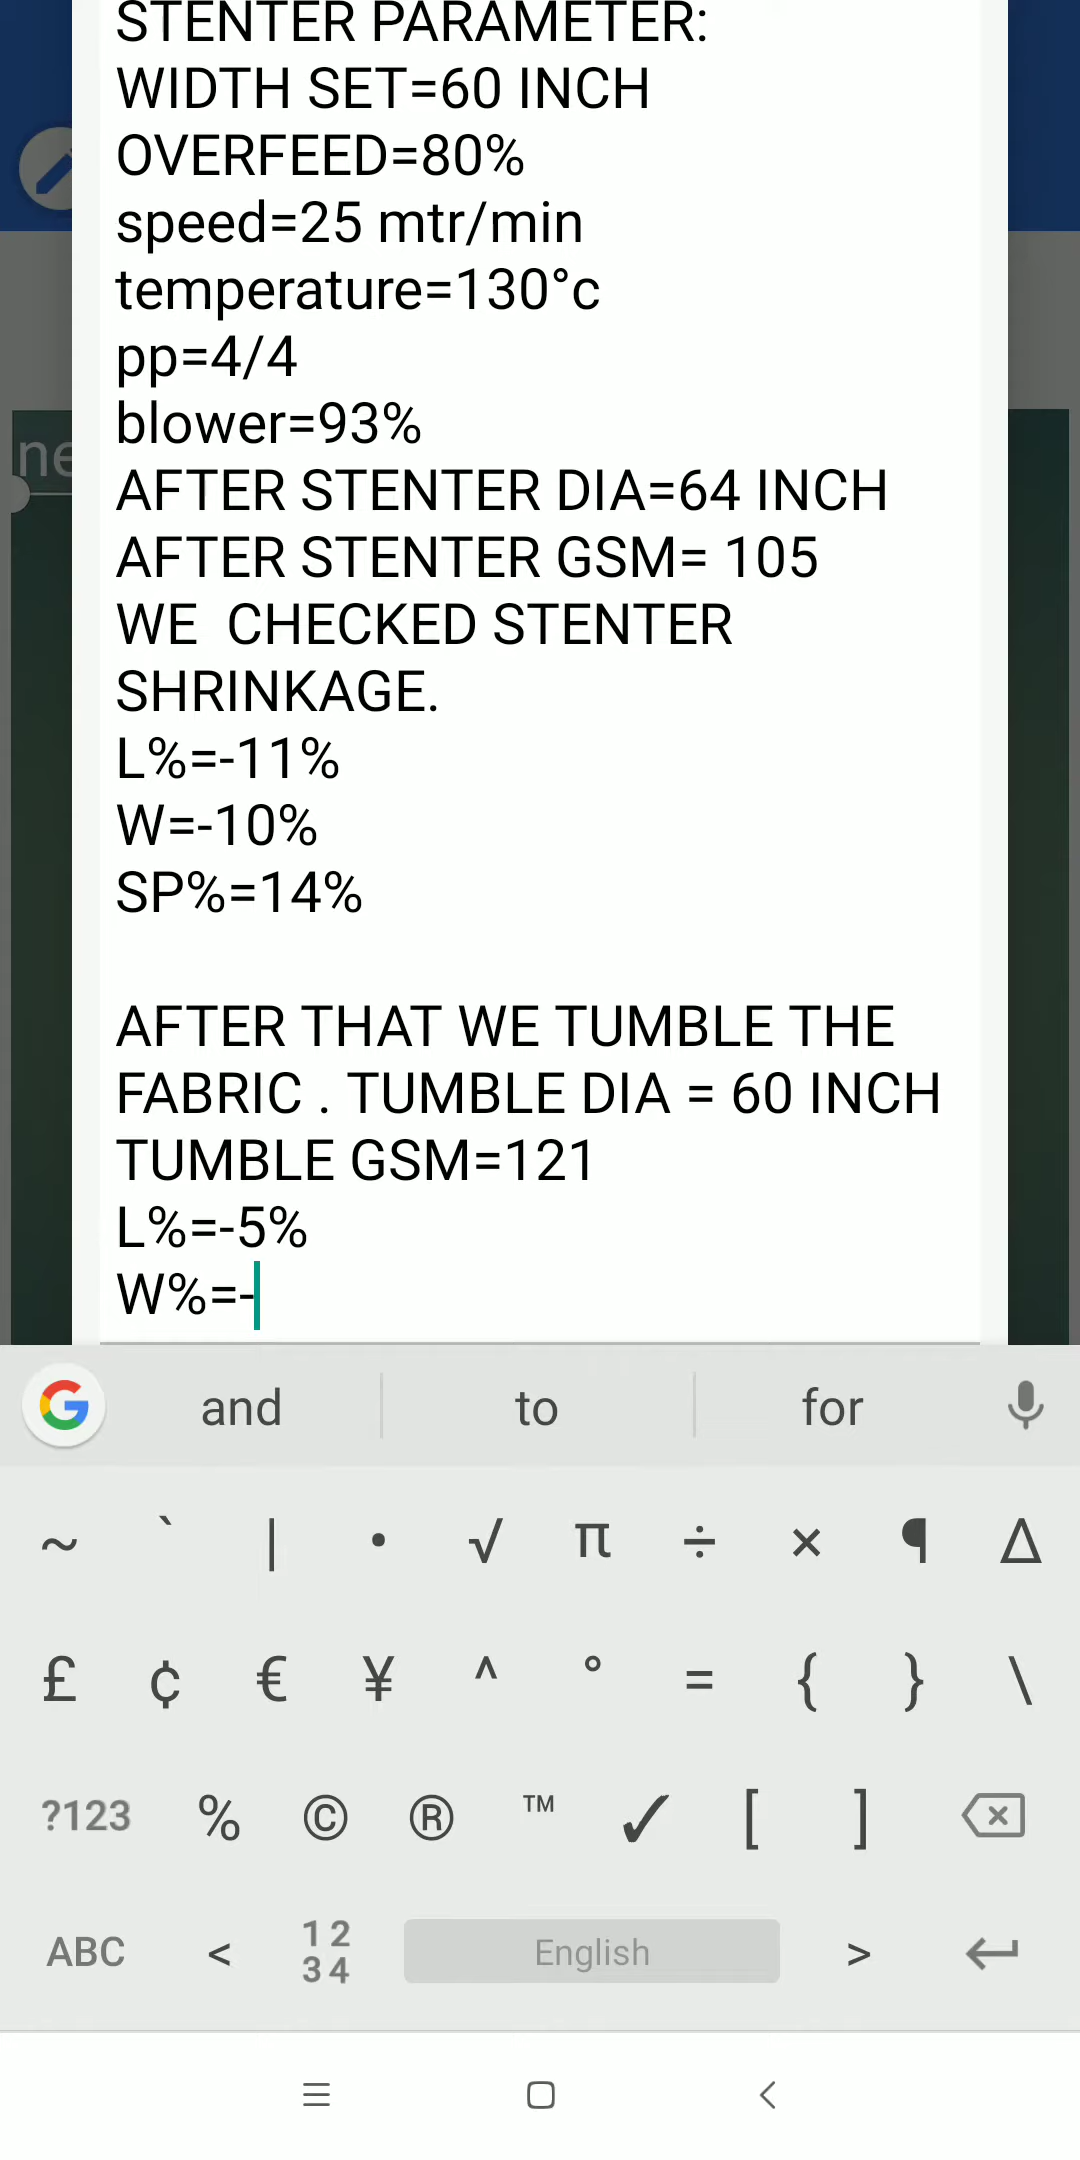 STENTER PARAMETER:
WIDTH SET=60 INCH
OVERFEED=80%
speed=25 mtr/min
temperature=130°c
pp=4/4
blower=93%
ne
AFTER STENTER DIA=64 INCH
AFTER STENTER GSM= 105
WE  CHECKED STENTER
SHRINKAGE.
L%=-11%
W=-10%
SP%=14%
AFTER THAT WE TUMBLE THE
FABRIC . TUMBLE DIA = 60 INCH
TUMBLE GSM=121
L%=-5%
W%=-
G and to for
~ ` | • √ π ÷ × ¶ Δ
£ ¢ € ¥ ^ ° = { } \
?123 % © ® ™ ✓ [ ]
ABC < 12 34 English >